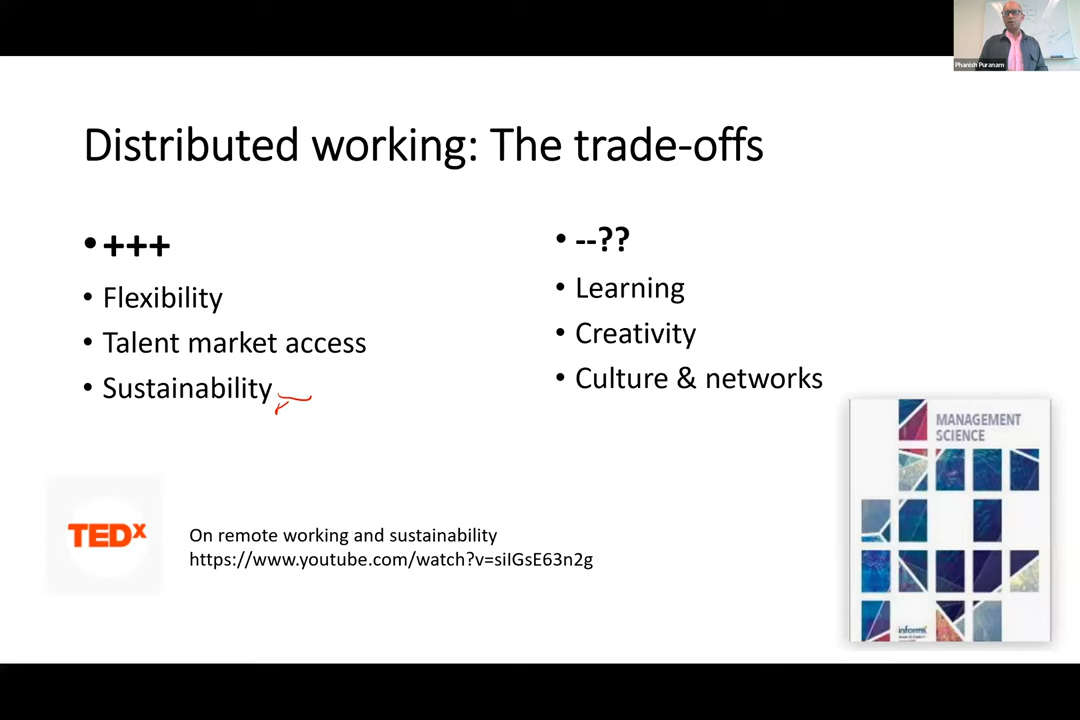 Phanish Puranam
Distributed working: The trade-offs
• +++
• Flexibility
• Talent market access
• Sustainability
• --??
• Learning
• Creativity
• Culture & networks
MANAGEMENT
SCIENCE
informs
TEDx
On remote working and sustainability
https://www.youtube.com/watch?v=siIGsE63n2g